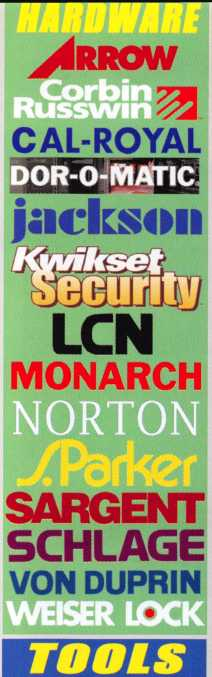 HARDWARE
ARROW
Corbin
Russwin
CAL-ROYAL
DOR-O-MATIC
jackson
Kwikset
Security
LCN
MONARCH
NORTON
S. Parker
SARGENT
SCHLAGE
VON DUPRIN
WEISER LOCK
TOOLS